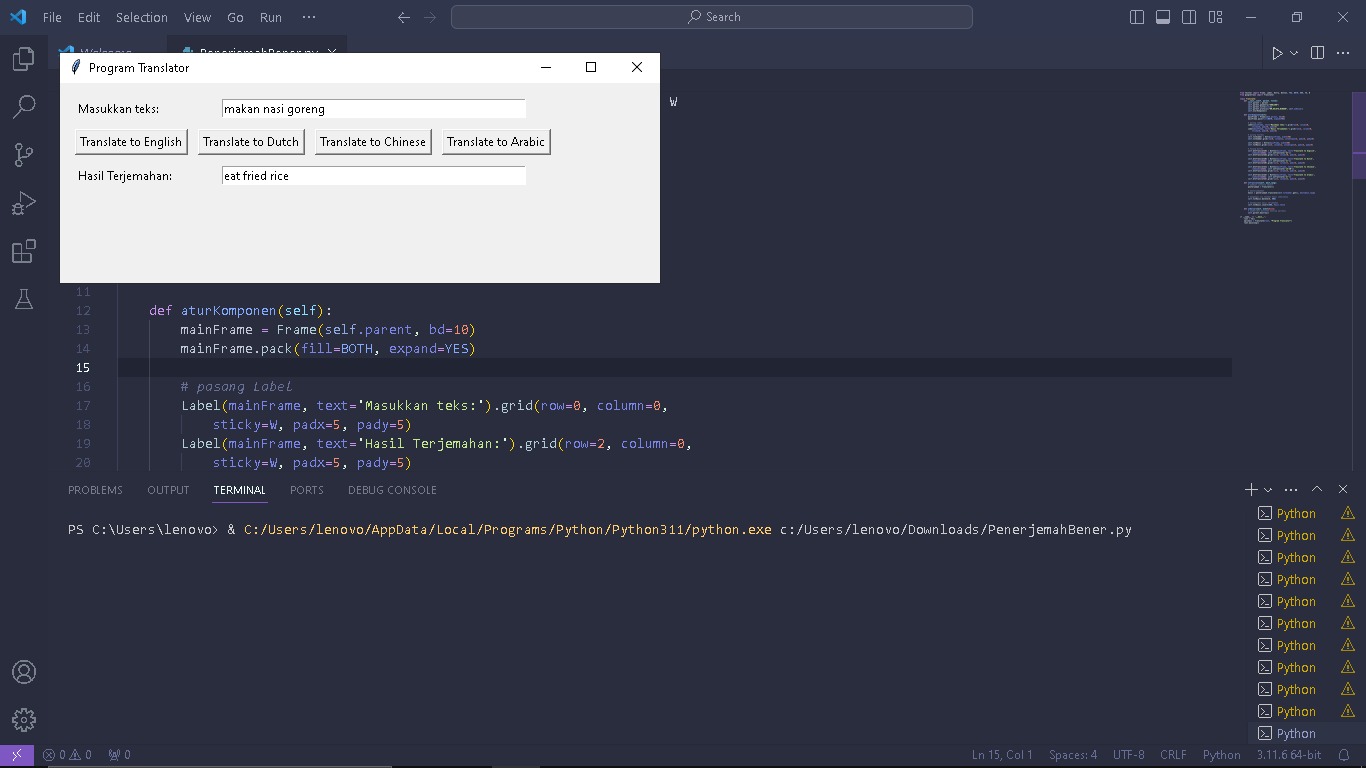 File Edit Selection View Go Run ··· Search
Program Translator
Masukkan teks: makan nasi goreng
W
Translate to English Translate to Dutch Translate to Chinese Translate to Arabic
Hasil Terjemahan: eat fried rice
11
12 def aturKomponen(self):
13 mainFrame = Frame(self.parent, bd=10)
14 mainFrame.pack(fill=BOTH, expand=YES)
15
16 # pasang Label
17 Label(mainFrame, text='Masukkan teks:').grid(row=0, column=0,
18 sticky=W, padx=5, pady=5)
19 Label(mainFrame, text='Hasil Terjemahan:').grid(row=2, column=0,
20 sticky=W, padx=5, pady=5)
PROBLEMS OUTPUT TERMINAL PORTS DEBUG CONSOLE
PS C:\Users\lenovo> & C:/Users/lenovo/AppData/Local/Programs/Python/Python311/python.exe c:/Users/lenovo/Downloads/PenerjemahBener.py
Python
Python
Python
Python
Python
Python
Python
Python
Python
Python
Python
0 0 0 Ln 15, Col 1 Spaces: 4 UTF-8 CRLF Python 3.11.6 64-bit